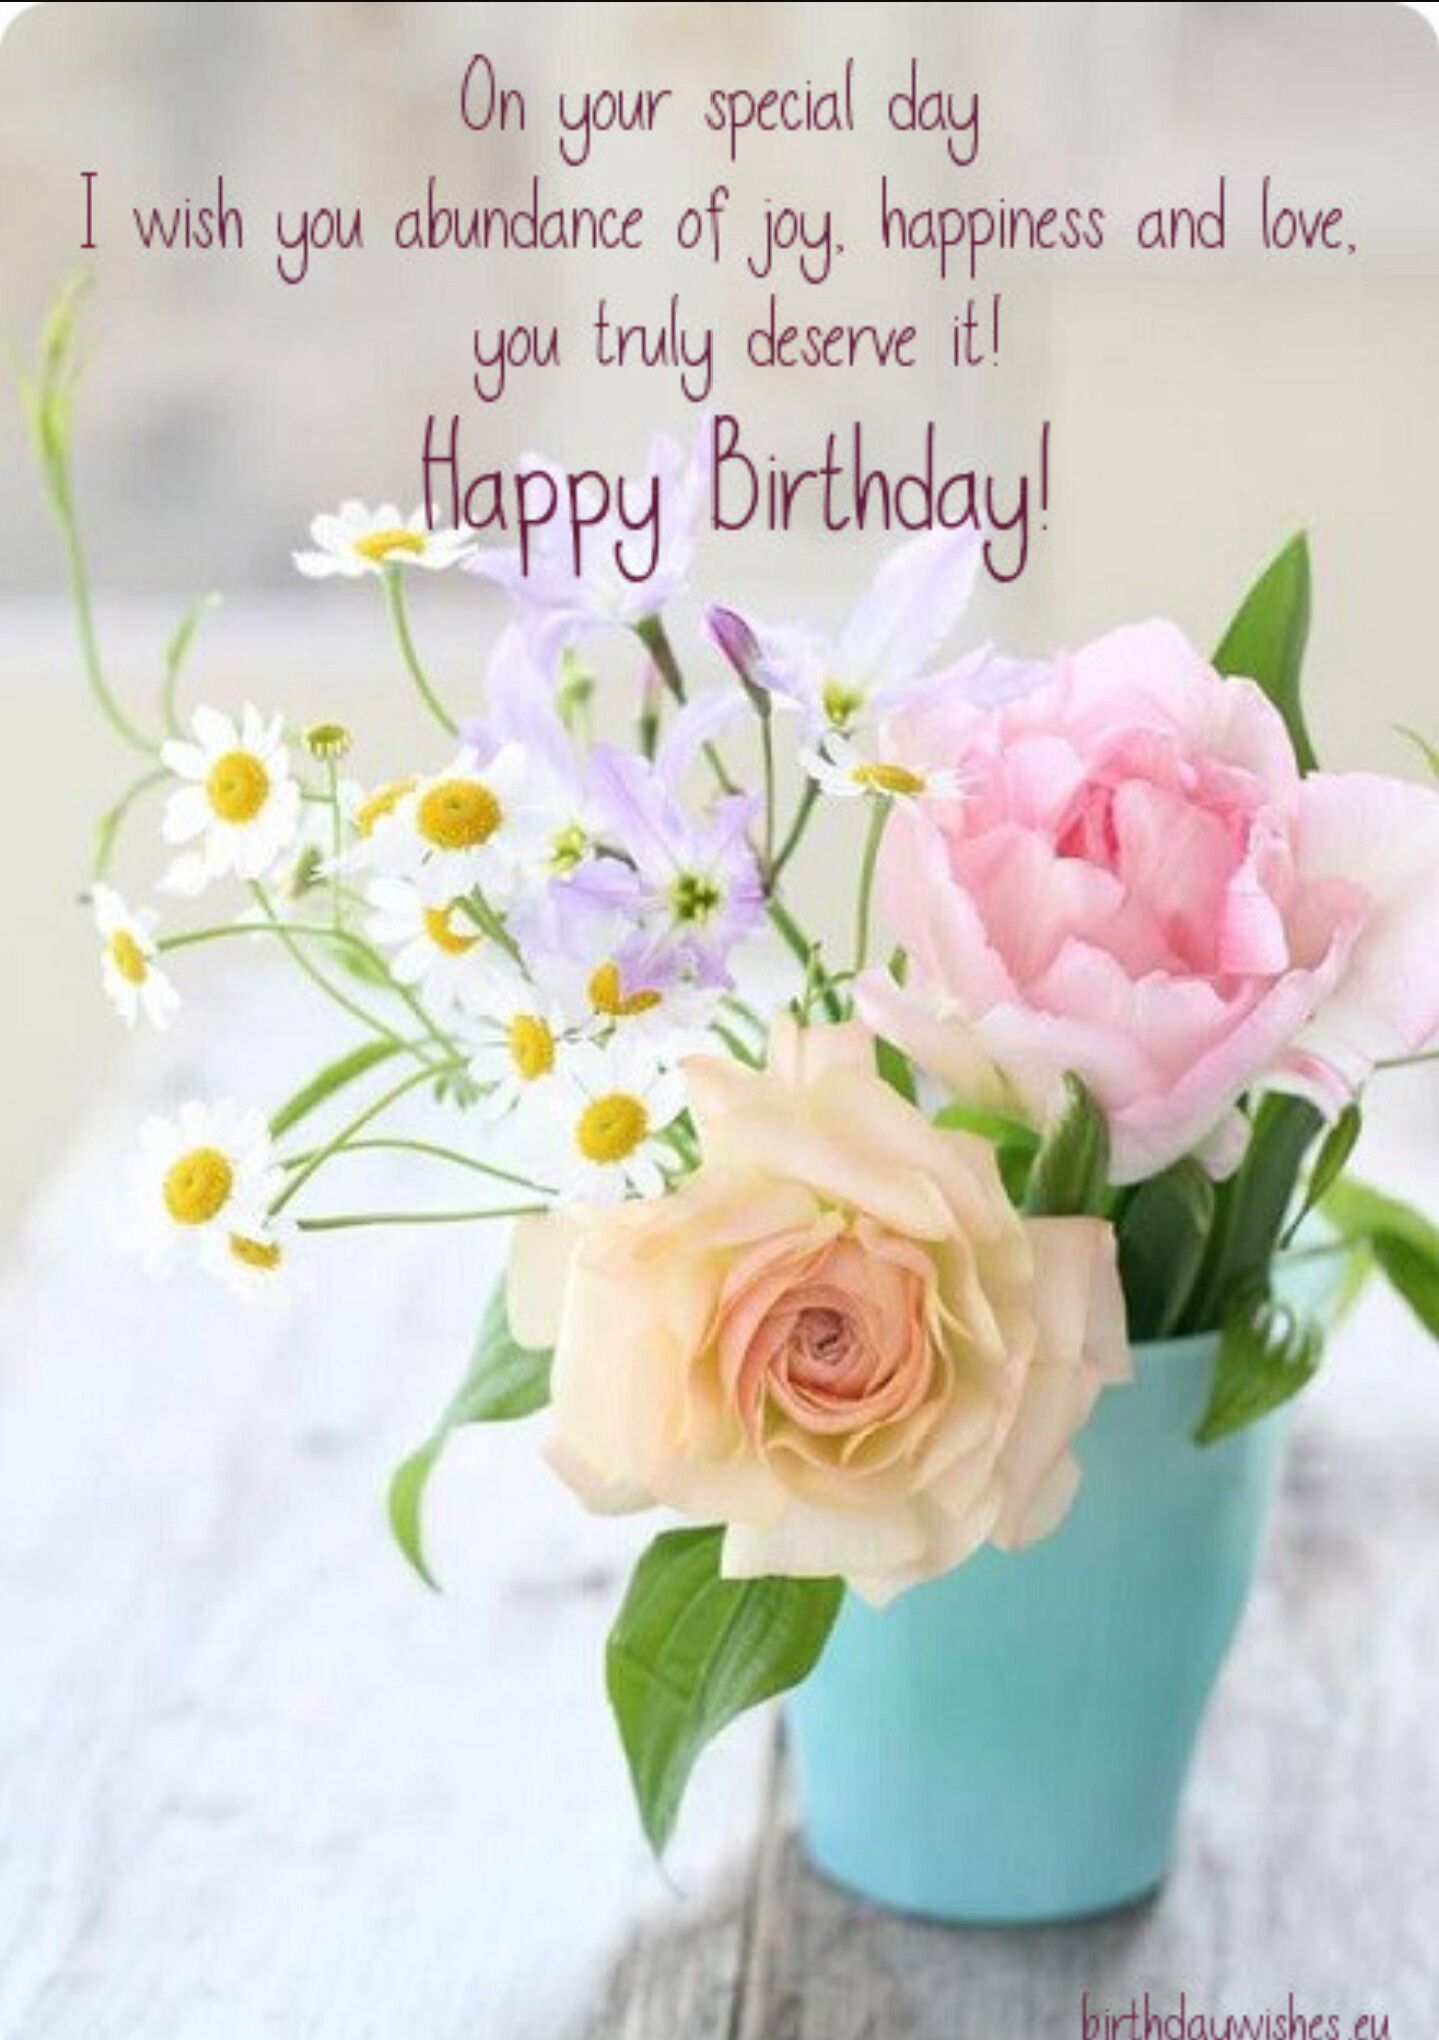 On your special day
I wish you abundance of joy, happiness and love,
you truly deserve it!
Happy Birthday!
birthdaywishes.eu